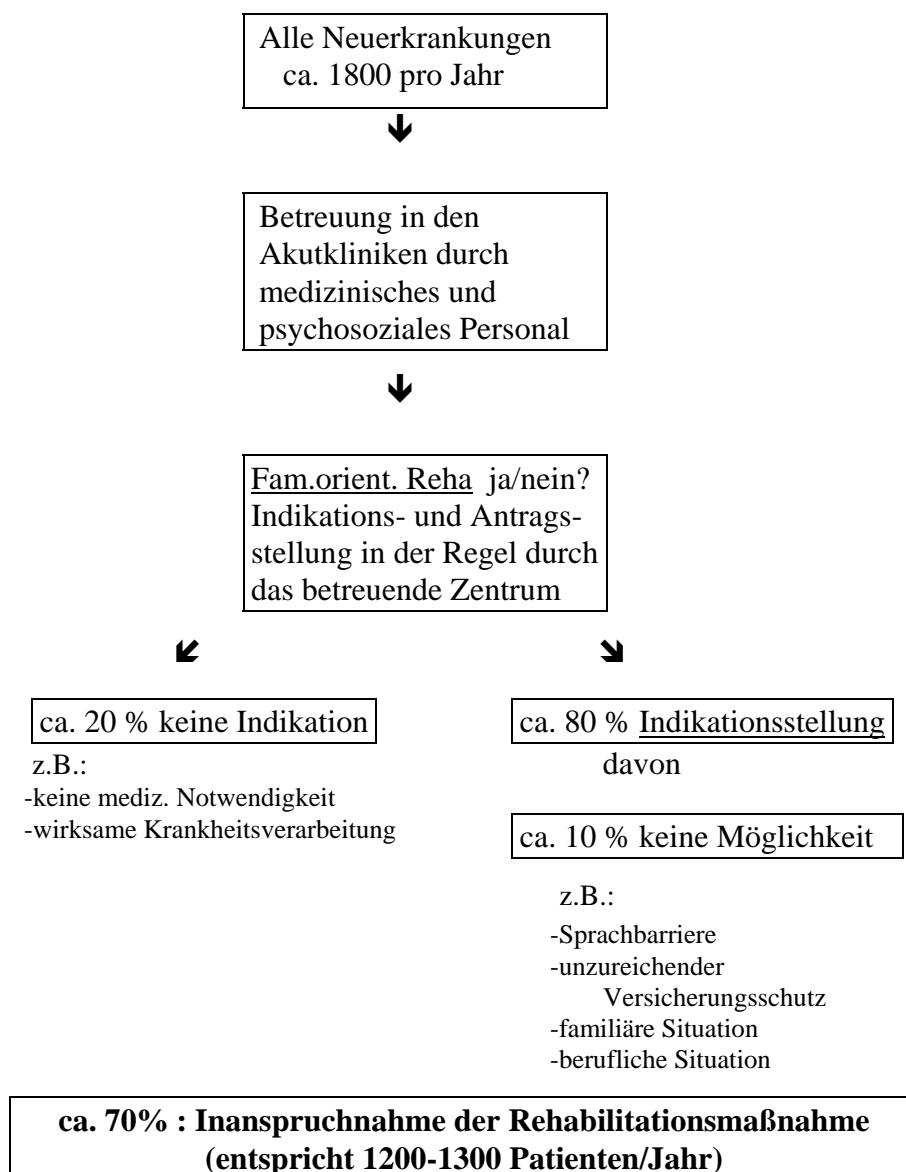 Alle Neuerkrankungen
ca. 1800 pro Jahr
Betreuung in den
Akutkliniken durch
medizinisches und
psychosoziales Personal
Fam.orient. Reha ja/nein?
Indikations- und Antrags-
stellung in der Regel durch
das betreuende Zentrum
ca. 20 % keine Indikation
z.B.:
-keine mediz. Notwendigkeit
-wirksame Krankheitsverarbeitung
ca. 80 % Indikationsstellung
davon
ca. 10 % keine Möglichkeit
z.B.:
-Sprachbarriere
-unzureichender
Versicherungsschutz
-familiäre Situation
-berufliche Situation
ca. 70% : Inanspruchnahme der Rehabilitationsmaßnahme
(entspricht 1200-1300 Patienten/Jahr)